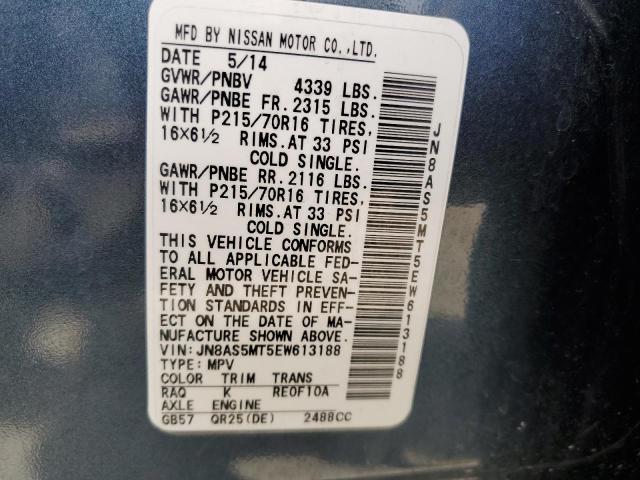 MFD BY NISSAN MOTOR CO.,LTD.
DATE 5/14
GVWR/PNBV 4339 LBS.
GAWR/PNBE FR. 2315 LBS.
WITH P215/70R16 TIRES,
16X6½ RIMS.AT 33 PSI
COLD SINGLE.
GAWR/PNBE RR. 2116 LBS.
WITH P215/70R16 TIRES,
16X6½ RIMS.AT 33 PSI
COLD SINGLE.
THIS VEHICLE CONFORMS
TO ALL APPLICABLE FED-
ERAL MOTOR VEHICLE SA-
FETY AND THEFT PREVEN-
TION STANDARDS IN EFF-
ECT ON THE DATE OF MA-
NUFACTURE SHOWN ABOVE.
VIN: JN8AS5MT5EW613188
TYPE: MPV
COLOR TRIM TRANS
RAQ K RE0F10A
AXLE ENGINE
GB57 QR25(DE) 2488CC
JN8AS5MT5EW613188